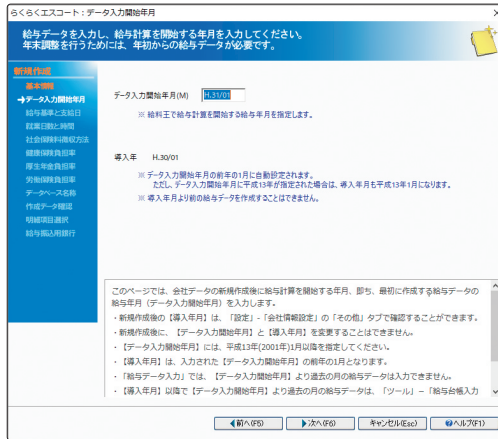 らくらくエスコート：データ入力開始年月
給与データを入力し、給与計算を開始する年月を入力してください。
年末調整を行うためには、年初からの給与データが必要です。
新規作成
基本情報
→データ入力開始年月
給与基準と支給日
就業日数と時間
社会保険料徴収方法
健康保険負担率
厚生年金負担率
労働保険負担率
データベース名称
作成データ確認
明細項目選択
給与振込用銀行
データ入力開始年月(M) H.31/01
※ 給料王で給与計算を開始する給与年月を指定します。
導入年 H.30/01
※ データ入力開始年月の前年の1月に自動設定されます。
ただし、データ入力開始年月に平成13年が指定された場合は、導入年月も平成13年1月になります。
※ 導入年月より前の給与データを作成することはできません。
このページでは、会社データの新規作成後に給与計算を開始する年月、即ち、最初に作成する給与データの
給与年月（データ入力開始年月）を入力します。
・新規作成後の【導入年月】は、「設定」-「会社情報設定」の「その他」タブで確認することができます。
・新規作成後に、【データ入力開始年月】と【導入年月】を変更することはできません。
・【データ入力開始年月】には、平成13年(2001年)1月以降を指定してください。
・【導入年月】は、入力された【データ入力開始年月】の前年の1月となります。
・「給与データ入力」では、【データ入力開始年月】より過去の月の給与データは入力できません。
・【導入年月】以降で【データ入力開始年月】より過去の月の給与データは、「ツール」－「給与台帳入力
前へ(F5) 次へ(F6) キャンセル(Esc) ヘルプ(F1)